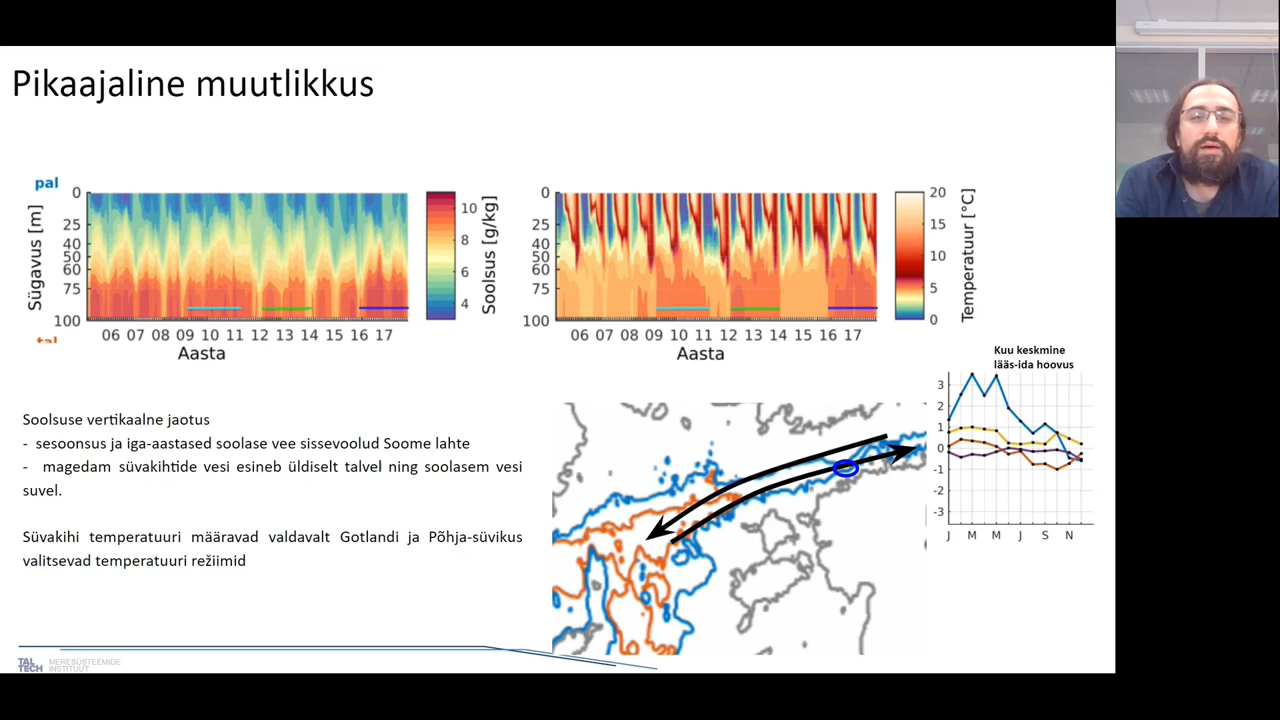 Pikaajaline muutlikkus
pal
Sügavus [m]
0
25
40
50
60
75
100
06 07 08 09 10 11 12 13 14 15 16 17
Aasta
10
8
6
4
Soolsus [g/kg]
0
25
40
50
60
75
100
06 07 08 09 10 11 12 13 14 15 16 17
Aasta
20
15
10
5
0
Temperatuur [°C]
Kuu keskmine
lääs-ida hoovus
3
2
1
0
-1
-2
-3
J M M J S N
Soolsuse vertikaalne jaotus
- sesoonsus ja iga-aastased soolase vee sissevoolud Soome lahte
- magedam süvakihtide vesi esineb üldiselt talvel ning soolasem vesi
suvel.
Süvakihi temperatuuri määravad valdavalt Gotlandi ja Põhja-süvikus
valitsevad temperatuuri režiimid
TAL
TECH
MERESÜSTEEMIDE
INSTITUUT